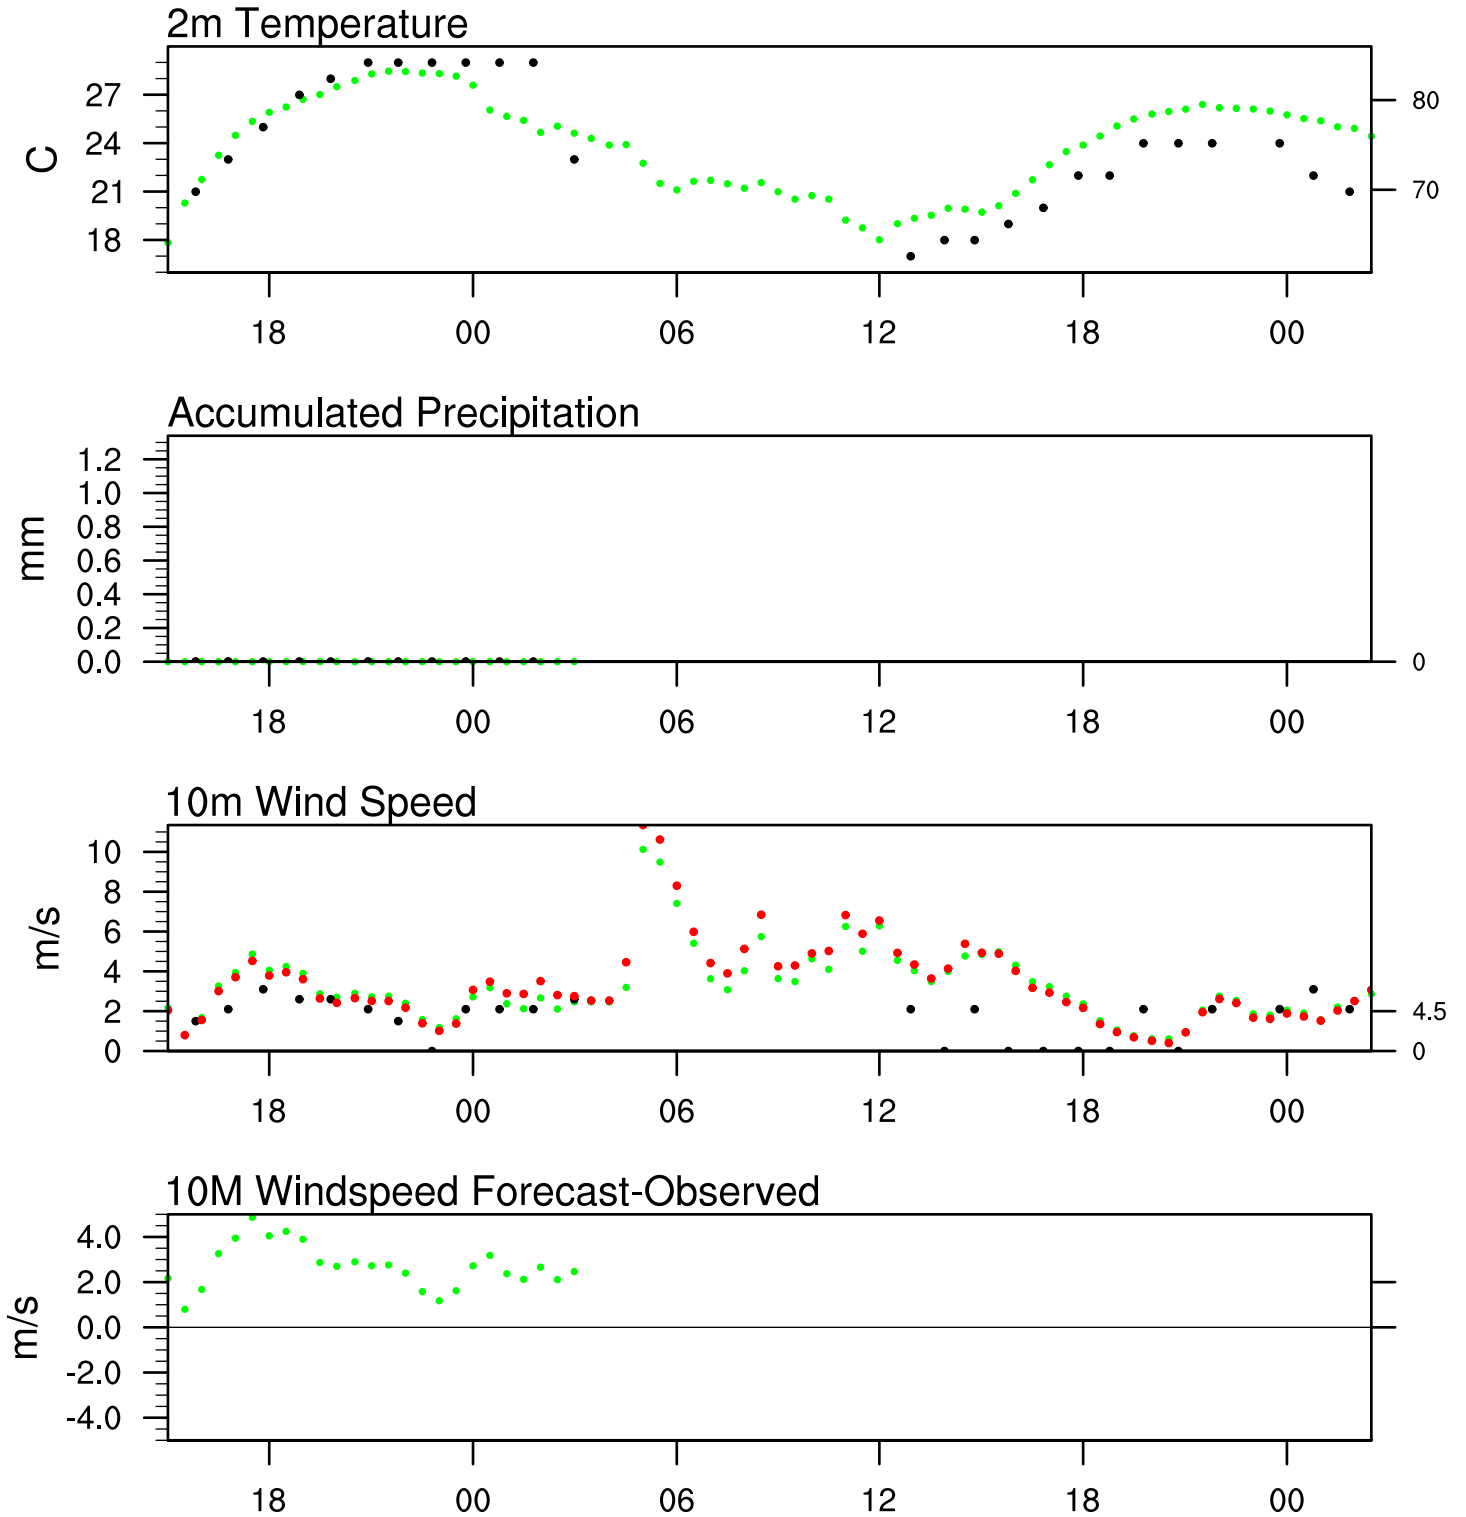 2m Temperature
27
24
21
18
C
80
70
18 00 06 12 18 00
Accumulated Precipitation
1.2
1.0
0.8
0.6
0.4
0.2
0.0
mm
0
18 00 06 12 18 00
10m Wind Speed
10
8
6
4
2
0
m/s
4.5
0
18 00 06 12 18 00
10M Windspeed Forecast-Observed
4.0
2.0
0.0
-2.0
-4.0
m/s
18 00 06 12 18 00